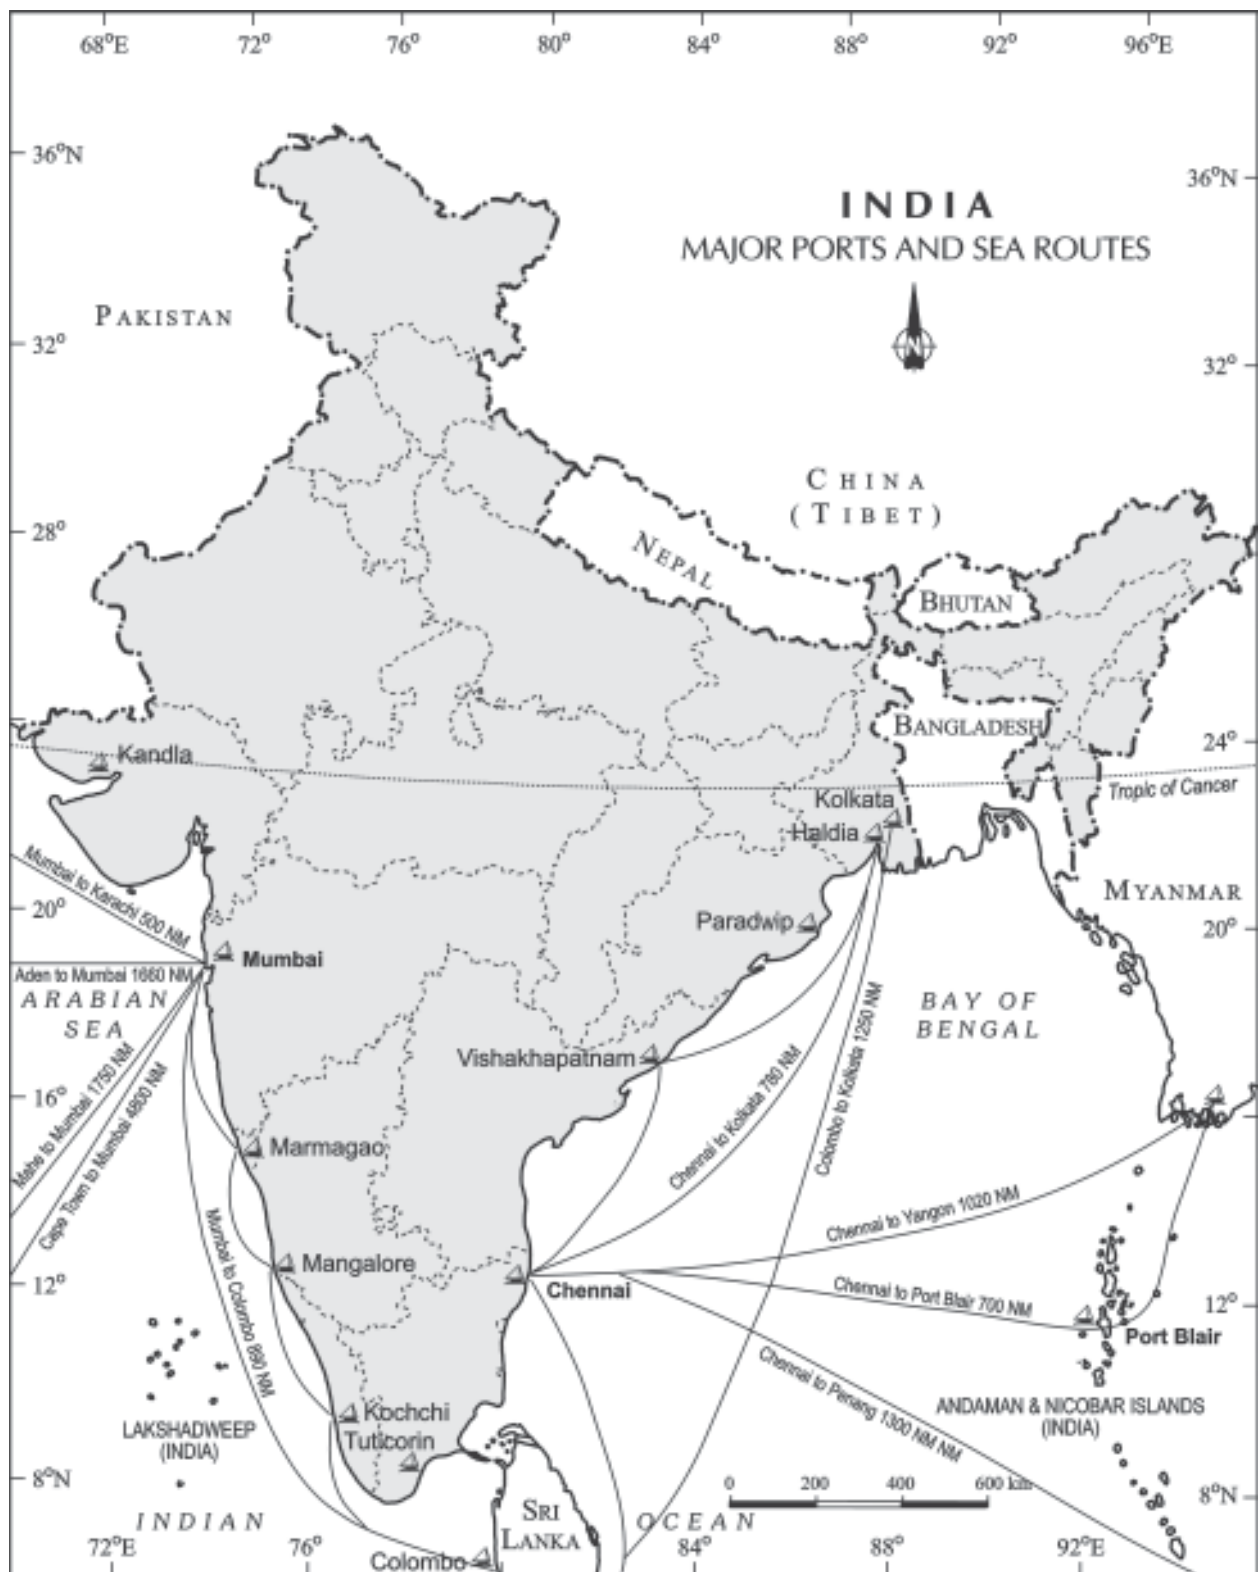 68°E 72° 76° 80° 84° 88° 92° 96°E
36°N
36°N
INDIA
MAJOR PORTS AND SEA ROUTES
N
PAKISTAN
32°
32°
CHINA
(TIBET)
28°
28°
NEPAL
BHUTAN
BANGLADESH
24°
Kandla
Tropic of Cancer
Kolkata
Haldia
Mumbai to Karachi 500 NM
MYANMAR
20°
20°
Paradwip
Mumbai
Aden to Mumbai 1660 NM
ARABIAN
SEA
BAY OF
BENGAL
Vishakhapatnam
Mahe to Mumbai 1750 NM
Cape Town to Mumbai 4800 NM
Chennai to Kolkata 780 NM
Colombo to Kolkata 1250 NM
16°
16°
Marmagao
Chennai to Yangon 1020 NM
Mumbai to Colombo 890 NM
Mangalore
12°
12°
Chennai
Chennai to Port Blair 700 NM
Port Blair
Chennai to Penang 1300 NM NM
ANDAMAN & NICOBAR ISLANDS
(INDIA)
LAKSHADWEEP
(INDIA)
Kochchi
Tuticorin
8°N
8°N
0 200 400 600 km
SRI
LANKA
INDIAN OCEAN
Colombo
72°E 76° 84° 88° 92°E